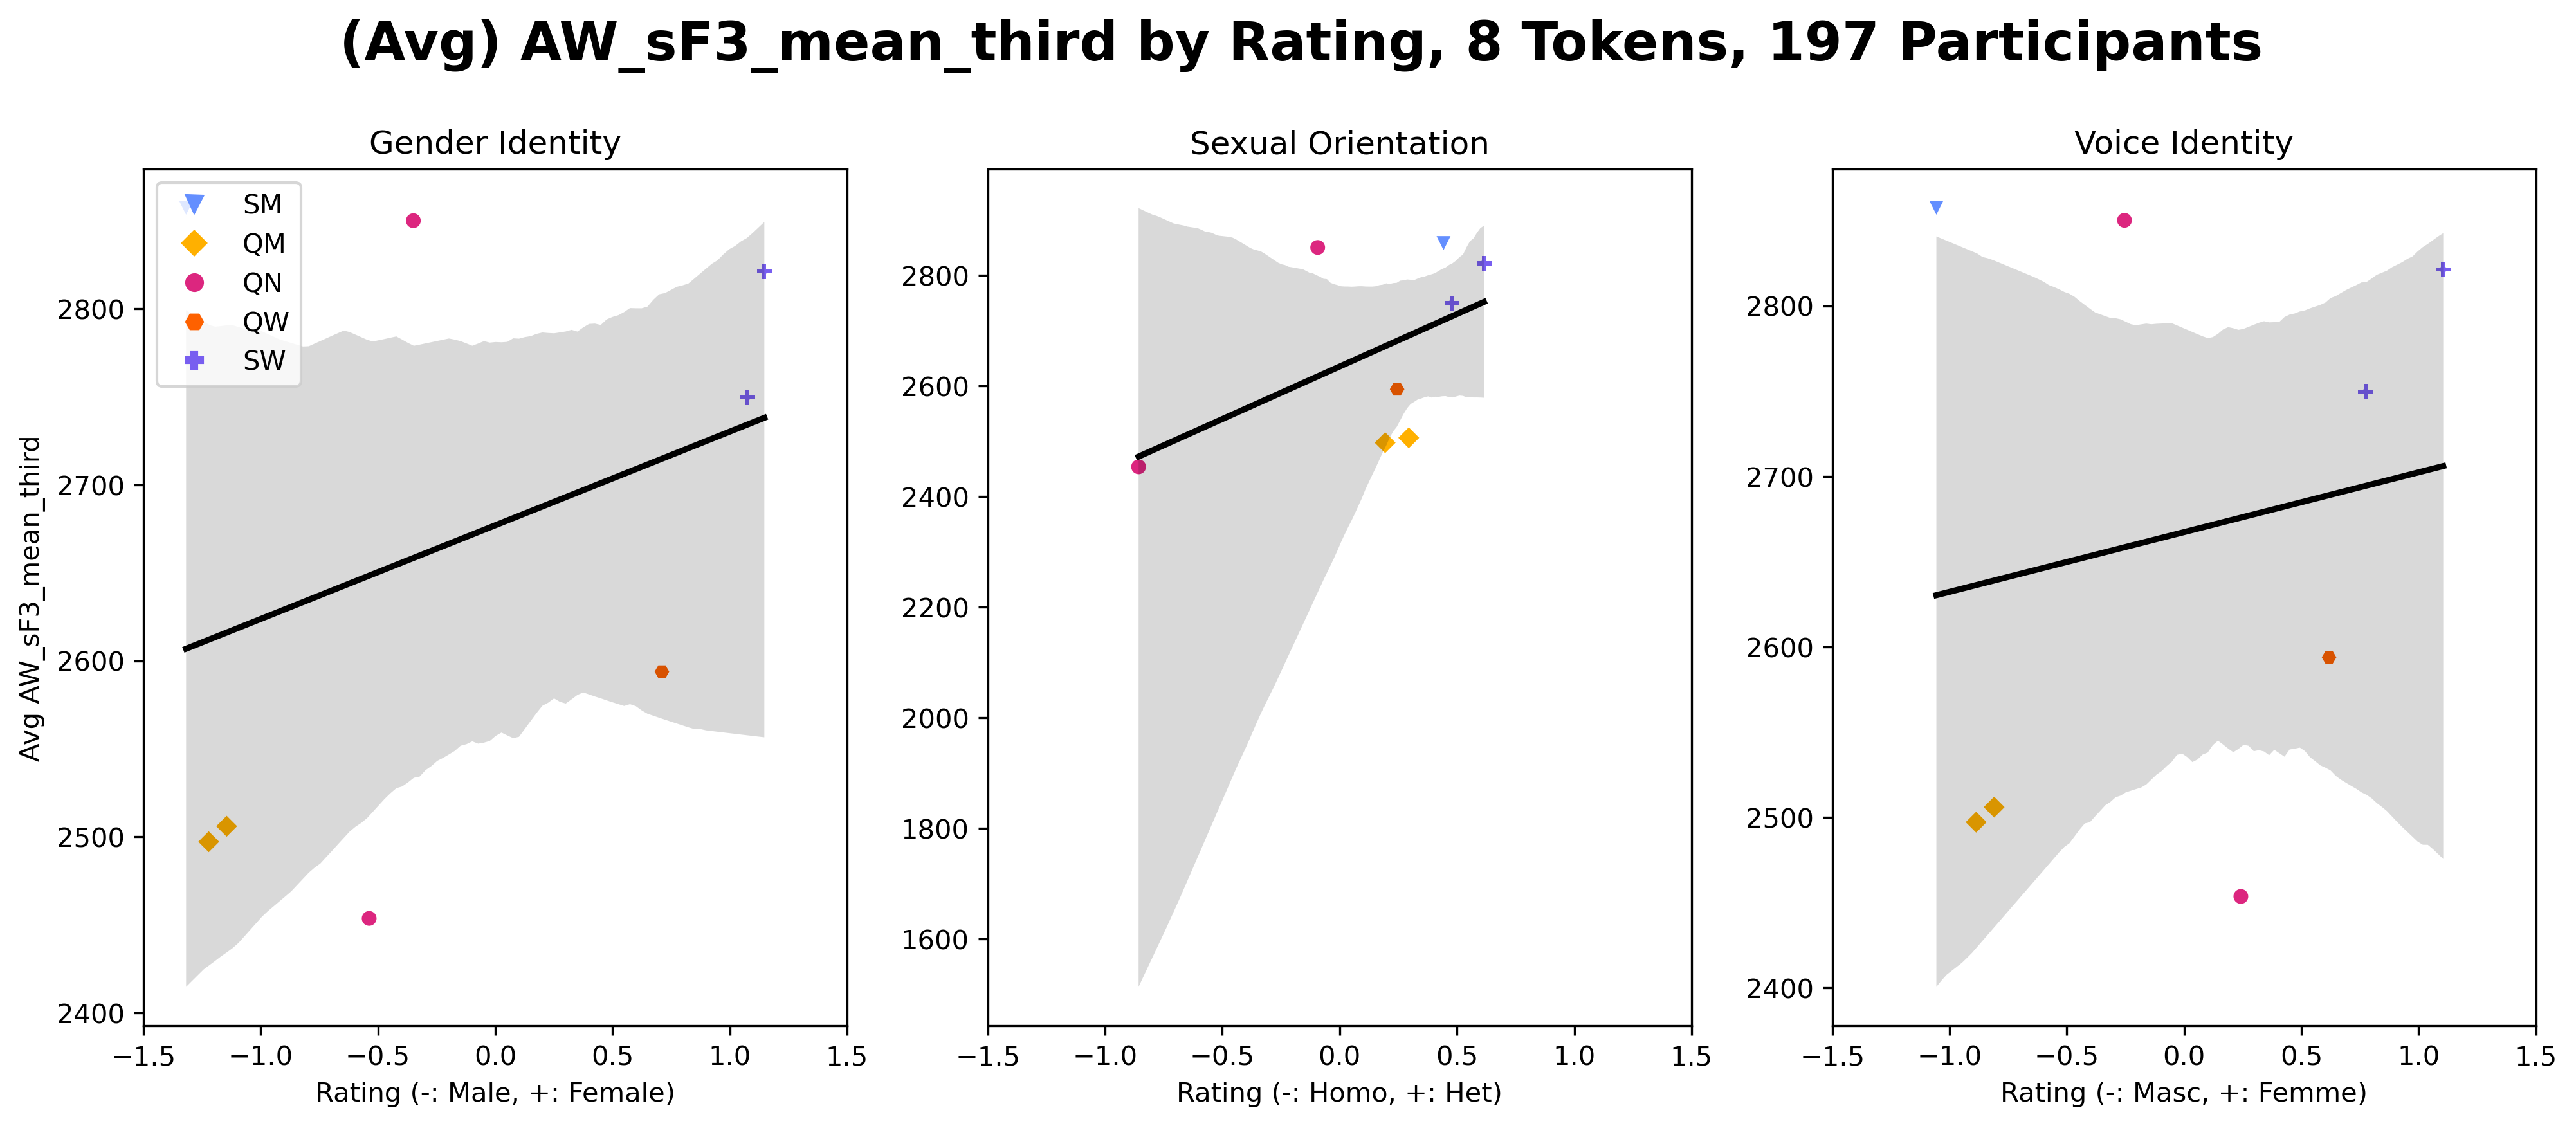 (Avg) AW_sF3_mean_third by Rating, 8 Tokens, 197 Participants
Gender Identity
SM
QM
QN
QW
SW
Avg AW_sF3_mean_third
2800
2700
2600
2500
2400
−1.5 −1.0 −0.5 0.0 0.5 1.0 1.5
Rating (-: Male, +: Female)
Sexual Orientation
2800
2600
2400
2200
2000
1800
1600
−1.5 −1.0 −0.5 0.0 0.5 1.0 1.5
Rating (-: Homo, +: Het)
Voice Identity
2800
2700
2600
2500
2400
−1.5 −1.0 −0.5 0.0 0.5 1.0 1.5
Rating (-: Masc, +: Femme)